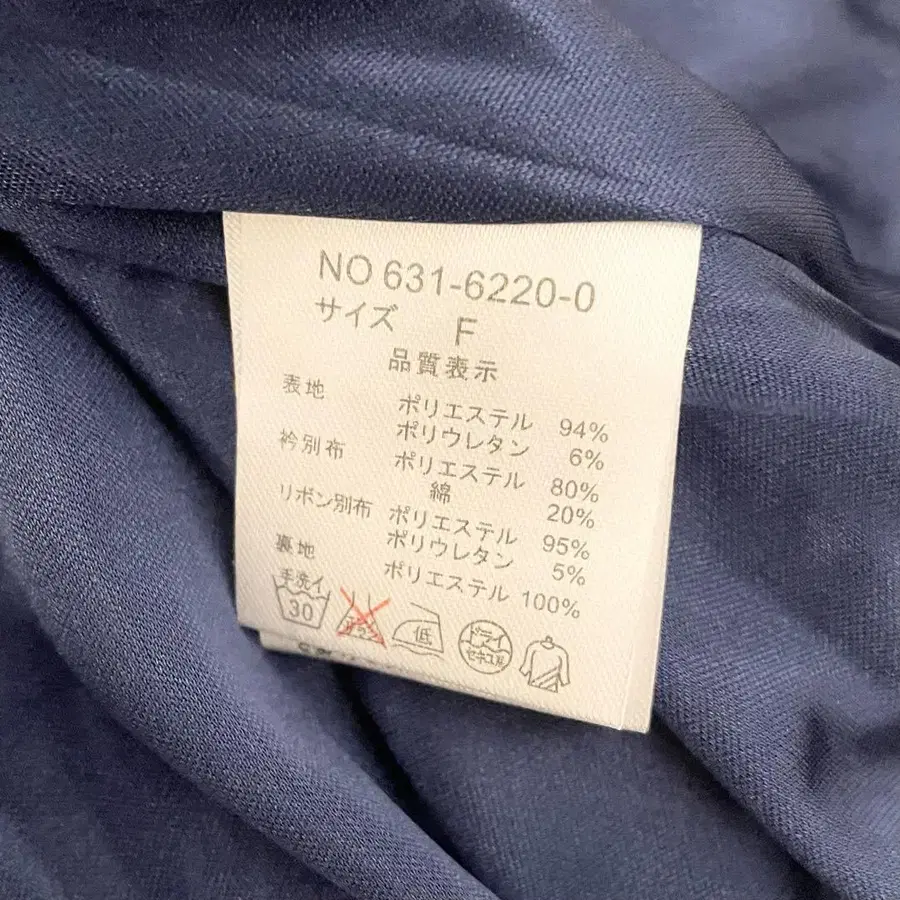 NO 631-6220-0
サイズ F
品質表示
表地 ポリエステル 94%
ポリウレタン 6%
衿別布 ポリエステル 80%
綿 20%
リボン別布 ポリエステル 95%
ポリウレタン 5%
裏地 ポリエステル 100%
手洗イ
30
低
ドライ
セキユ系